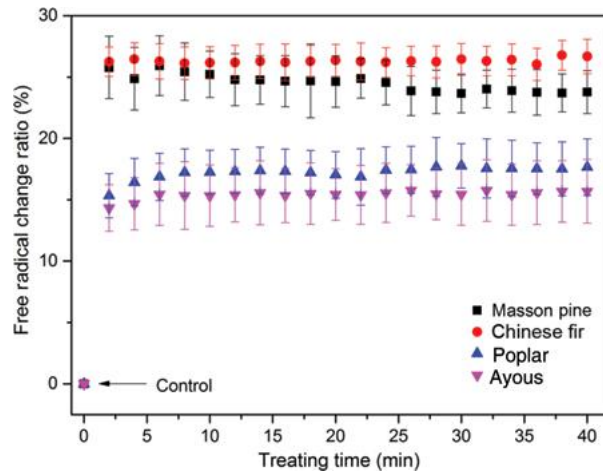 Free radical change ratio (%)
30
20
10
0
Control
Masson pine
Chinese fir
Poplar
Ayous
0 5 10 15 20 25 30 35 40
Treating time (min)